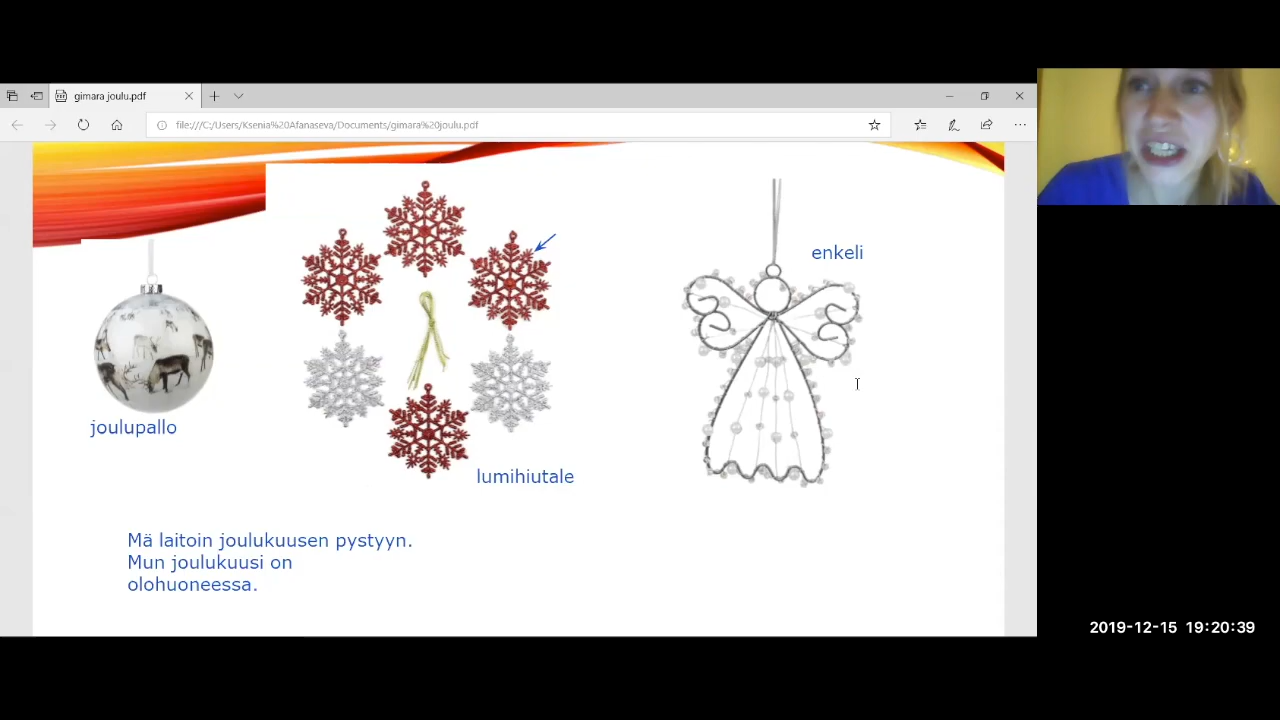 gimara joulu.pdf
file:///C:/Users/Ksenia%20Afanaseva/Documents/gimara%20joulu.pdf
enkeli
joulupallo
lumihiutale
Mä laitoin joulukuusen pystyyn.
Mun joulukuusi on
olohuoneessa.
2019-12-15 19:20:39